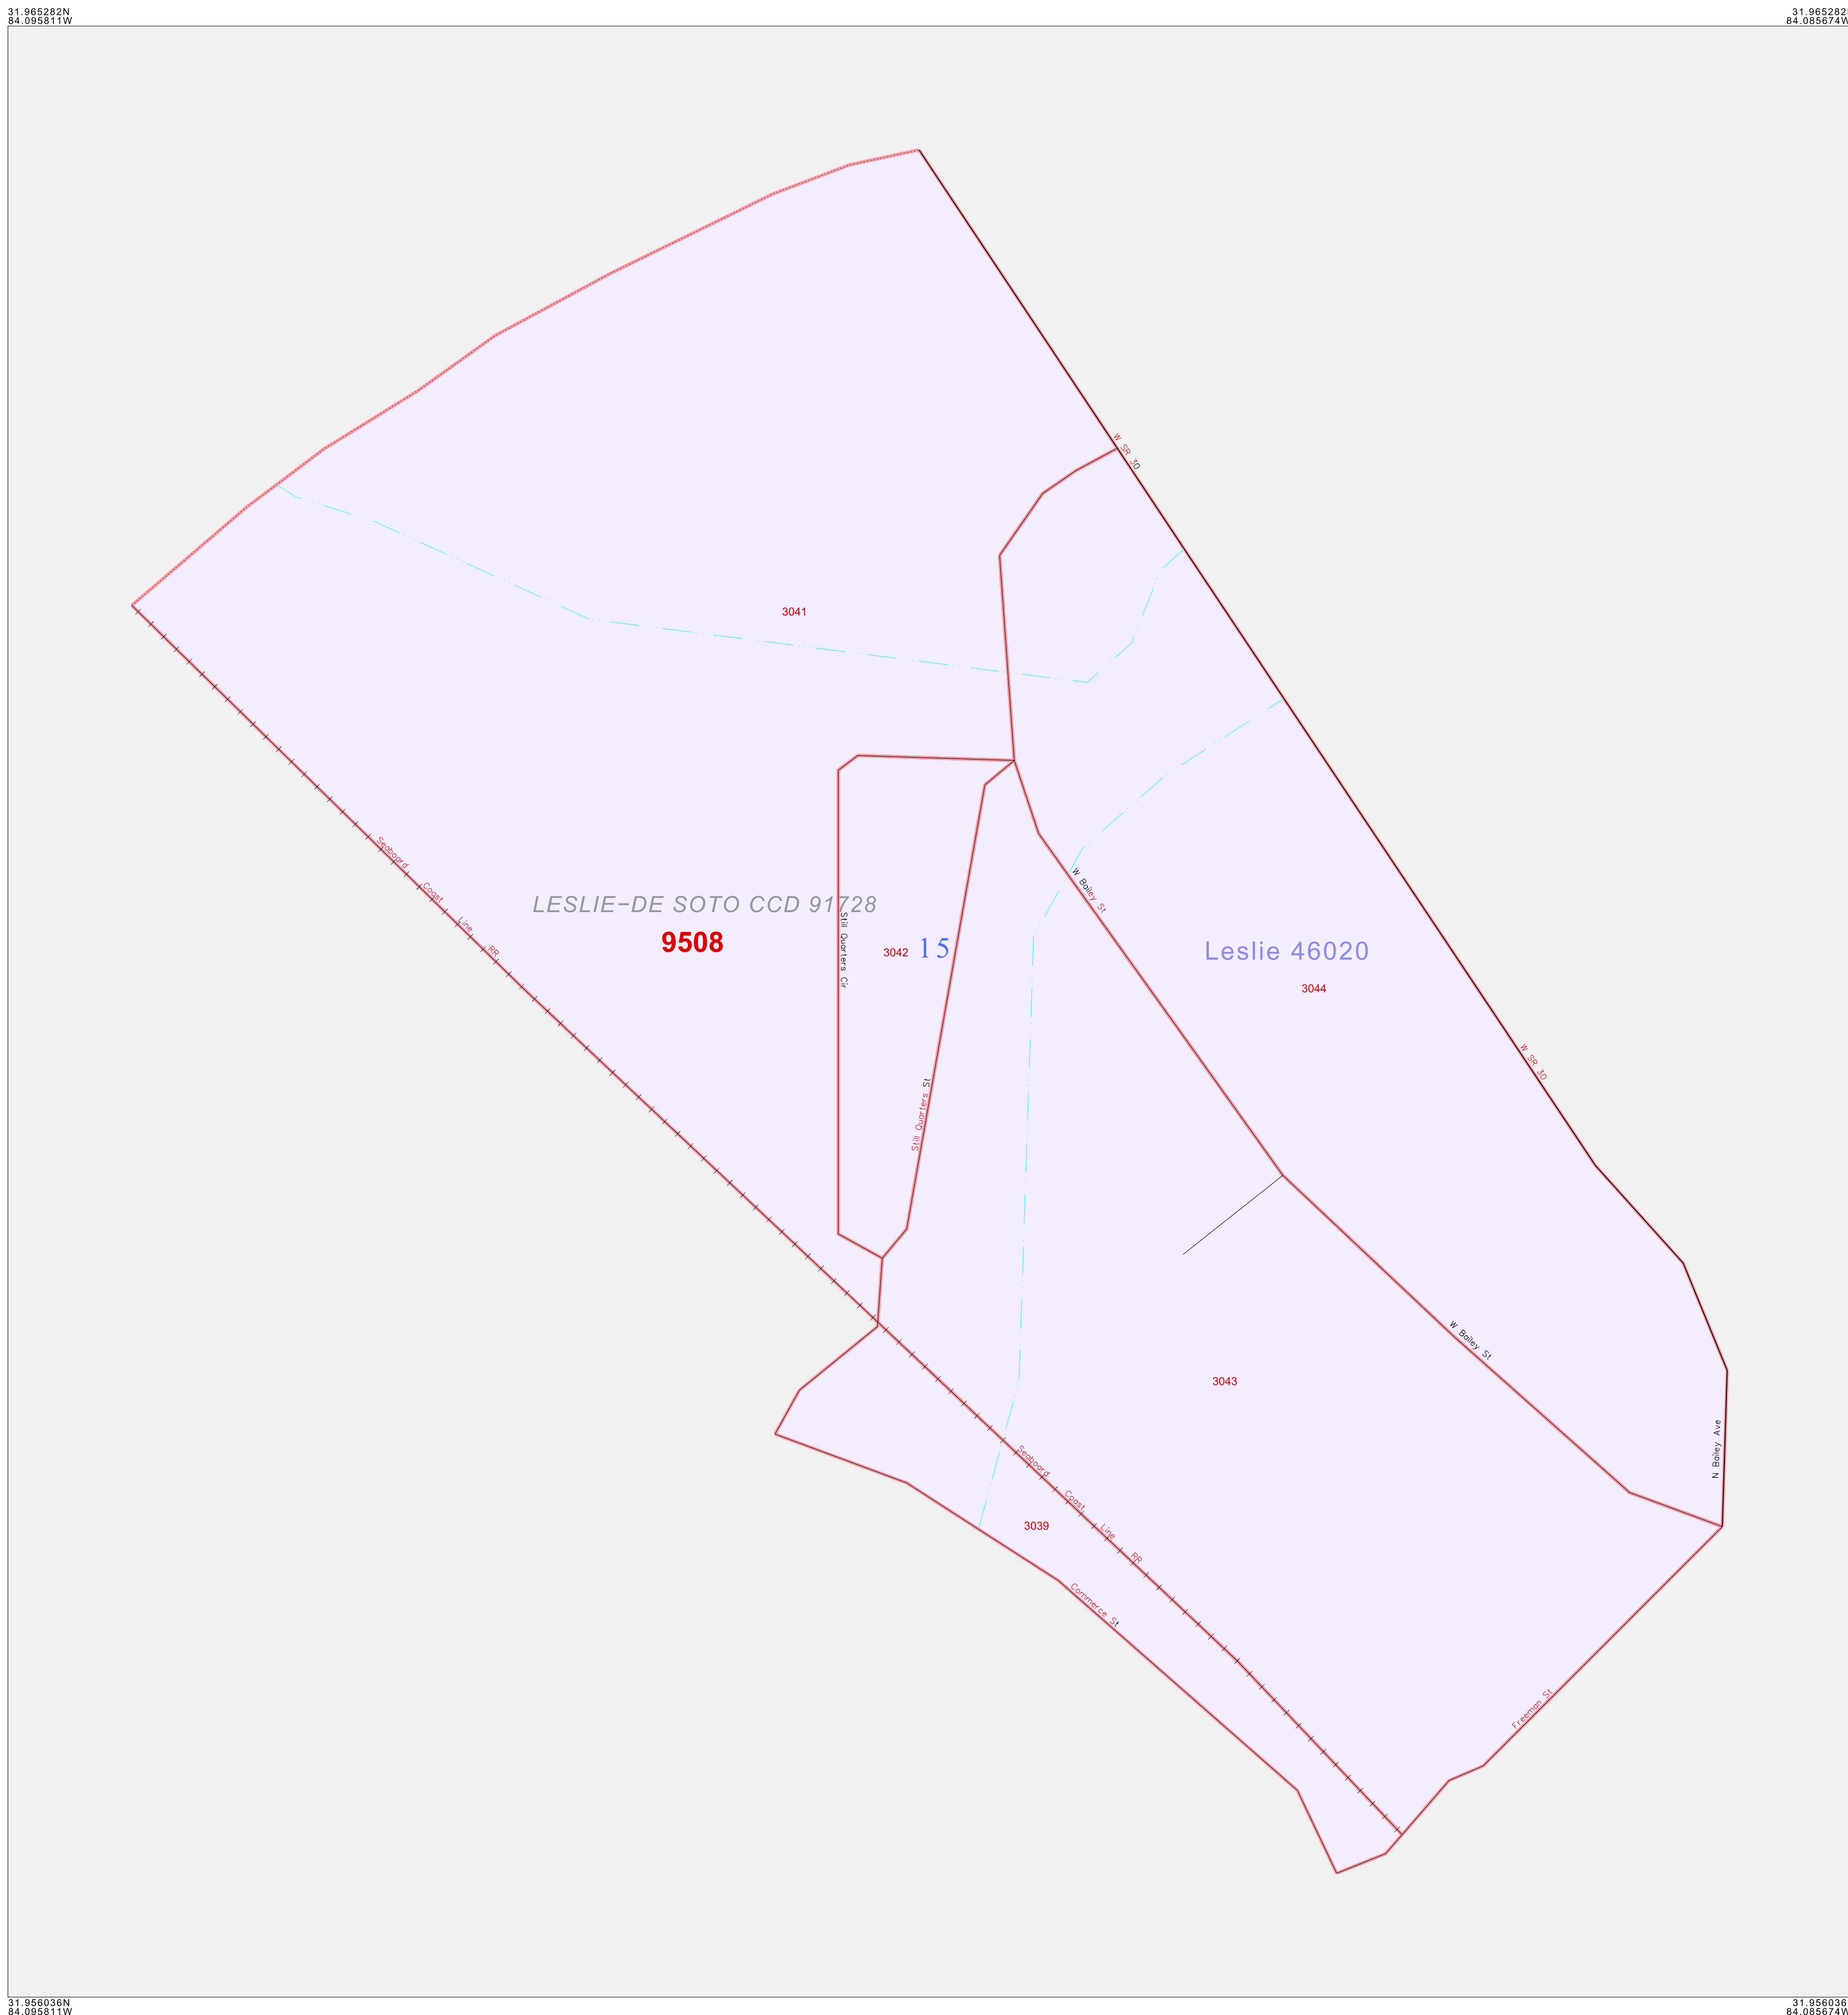 31.965282N
84.095811W
31.965282
84.085674W
W SR 30
3041
Seaboard Coast Line RR
W Bailey St
LESLIE-DE SOTO CCD 91728
9508
Still Quarters Cir
3042
15
Leslie 46020
3044
W SR 30
Still Quarters St
W Bailey St
3043
N Bailey Ave
Seaboard Coast Line RR
3039
Commerce St
Freeman St
31.956036N
84.095811W
31.956036
84.085674W